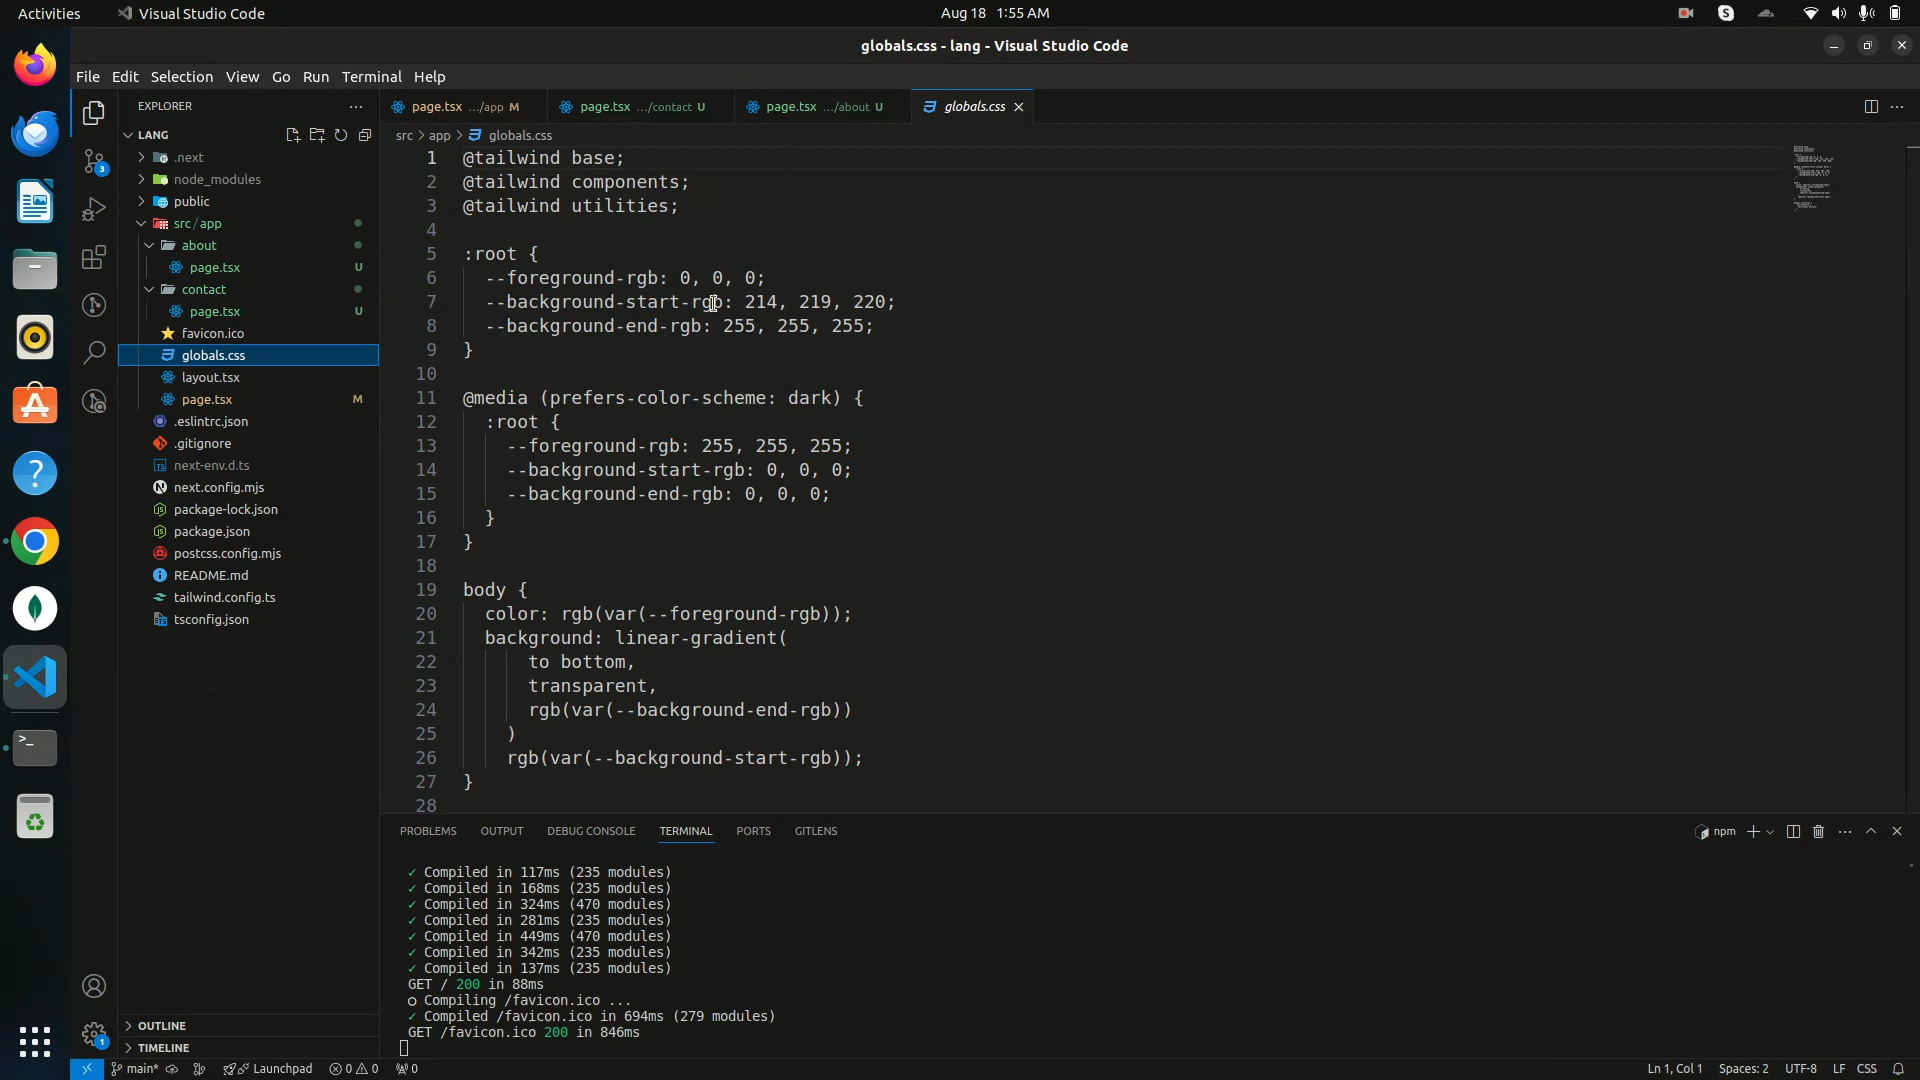 Activities
Visual Studio Code
Aug 18 1:55 AM
globals.css - lang - Visual Studio Code
File Edit Selection View Go Run Terminal Help
EXPLORER
page.tsx .../app M
page.tsx .../contact U
page.tsx .../about U
globals.css
LANG
src > app > globals.css
.next
node_modules
public
src/app
about
page.tsx U
contact
page.tsx U
favicon.ico
globals.css
layout.tsx
page.tsx M
.eslintrc.json
.gitignore
next-env.d.ts
next.config.mjs
package-lock.json
package.json
postcss.config.mjs
README.md
tailwind.config.ts
tsconfig.json
OUTLINE
TIMELINE
3
1
1 @tailwind base;
2 @tailwind components;
3 @tailwind utilities;
4
5 :root {
6 --foreground-rgb: 0, 0, 0;
7 --background-start-rgb: 214, 219, 220;
8 --background-end-rgb: 255, 255, 255;
9 }
10
11 @media (prefers-color-scheme: dark) {
12 :root {
13 --foreground-rgb: 255, 255, 255;
14 --background-start-rgb: 0, 0, 0;
15 --background-end-rgb: 0, 0, 0;
16 }
17 }
18
19 body {
20 color: rgb(var(--foreground-rgb));
21 background: linear-gradient(
22 to bottom,
23 transparent,
24 rgb(var(--background-end-rgb))
25 )
26 rgb(var(--background-start-rgb));
27 }
28
PROBLEMS OUTPUT DEBUG CONSOLE TERMINAL PORTS GITLENS
npm
✓ Compiled in 117ms (235 modules)
✓ Compiled in 168ms (235 modules)
✓ Compiled in 324ms (470 modules)
✓ Compiled in 281ms (235 modules)
✓ Compiled in 449ms (470 modules)
✓ Compiled in 342ms (235 modules)
✓ Compiled in 137ms (235 modules)
GET / 200 in 88ms
○ Compiling /favicon.ico ...
✓ Compiled /favicon.ico in 694ms (279 modules)
GET /favicon.ico 200 in 846ms
main* Launchpad 0 0 0
Ln 1, Col 1 Spaces: 2 UTF-8 LF CSS